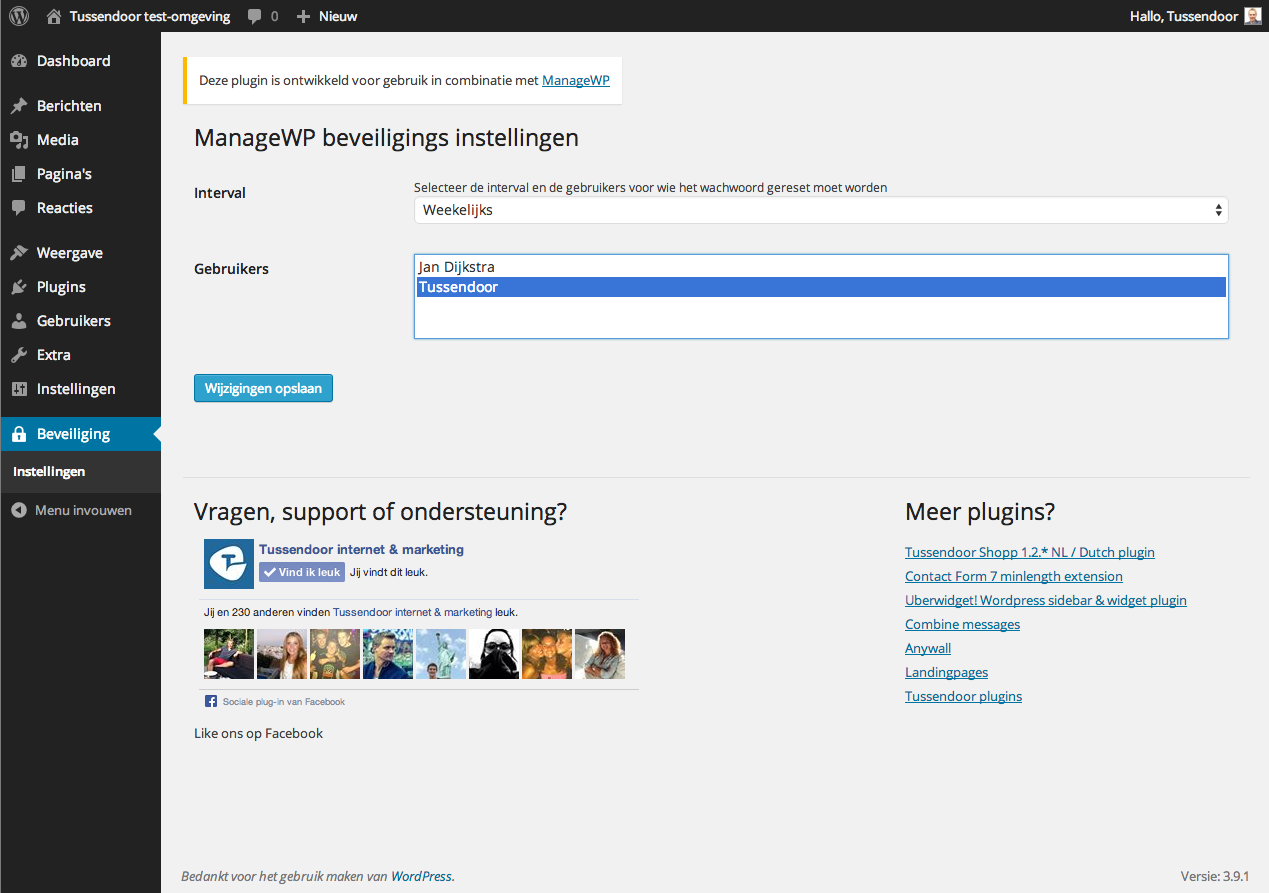 Tussendoor test-omgeving 0 Nieuw Hallo, Tussendoor
Dashboard
Berichten
Media
Pagina's
Reacties
Weergave
Plugins
Gebruikers
Extra
Instellingen
Beveiliging
Instellingen
Menu invouwen
Deze plugin is ontwikkeld voor gebruik in combinatie met ManageWP
ManageWP beveiligings instellingen
Interval
Selecteer de interval en de gebruikers voor wie het wachwoord gereset moet worden
Weekelijks
Gebruikers
Jan Dijkstra
Tussendoor
Wijzigingen opslaan
Vragen, support of ondersteuning?
Tussendoor internet & marketing
Vind ik leuk Jij vindt dit leuk.
Jij en 230 anderen vinden Tussendoor internet & marketing leuk.
Sociale plug-in van Facebook
Like ons op Facebook
Meer plugins?
Tussendoor Shopp 1.2.* NL / Dutch plugin
Contact Form 7 minlength extension
Uberwidget! Wordpress sidebar & widget plugin
Combine messages
Anywall
Landingpages
Tussendoor plugins
Bedankt voor het gebruik maken van WordPress.
Versie: 3.9.1